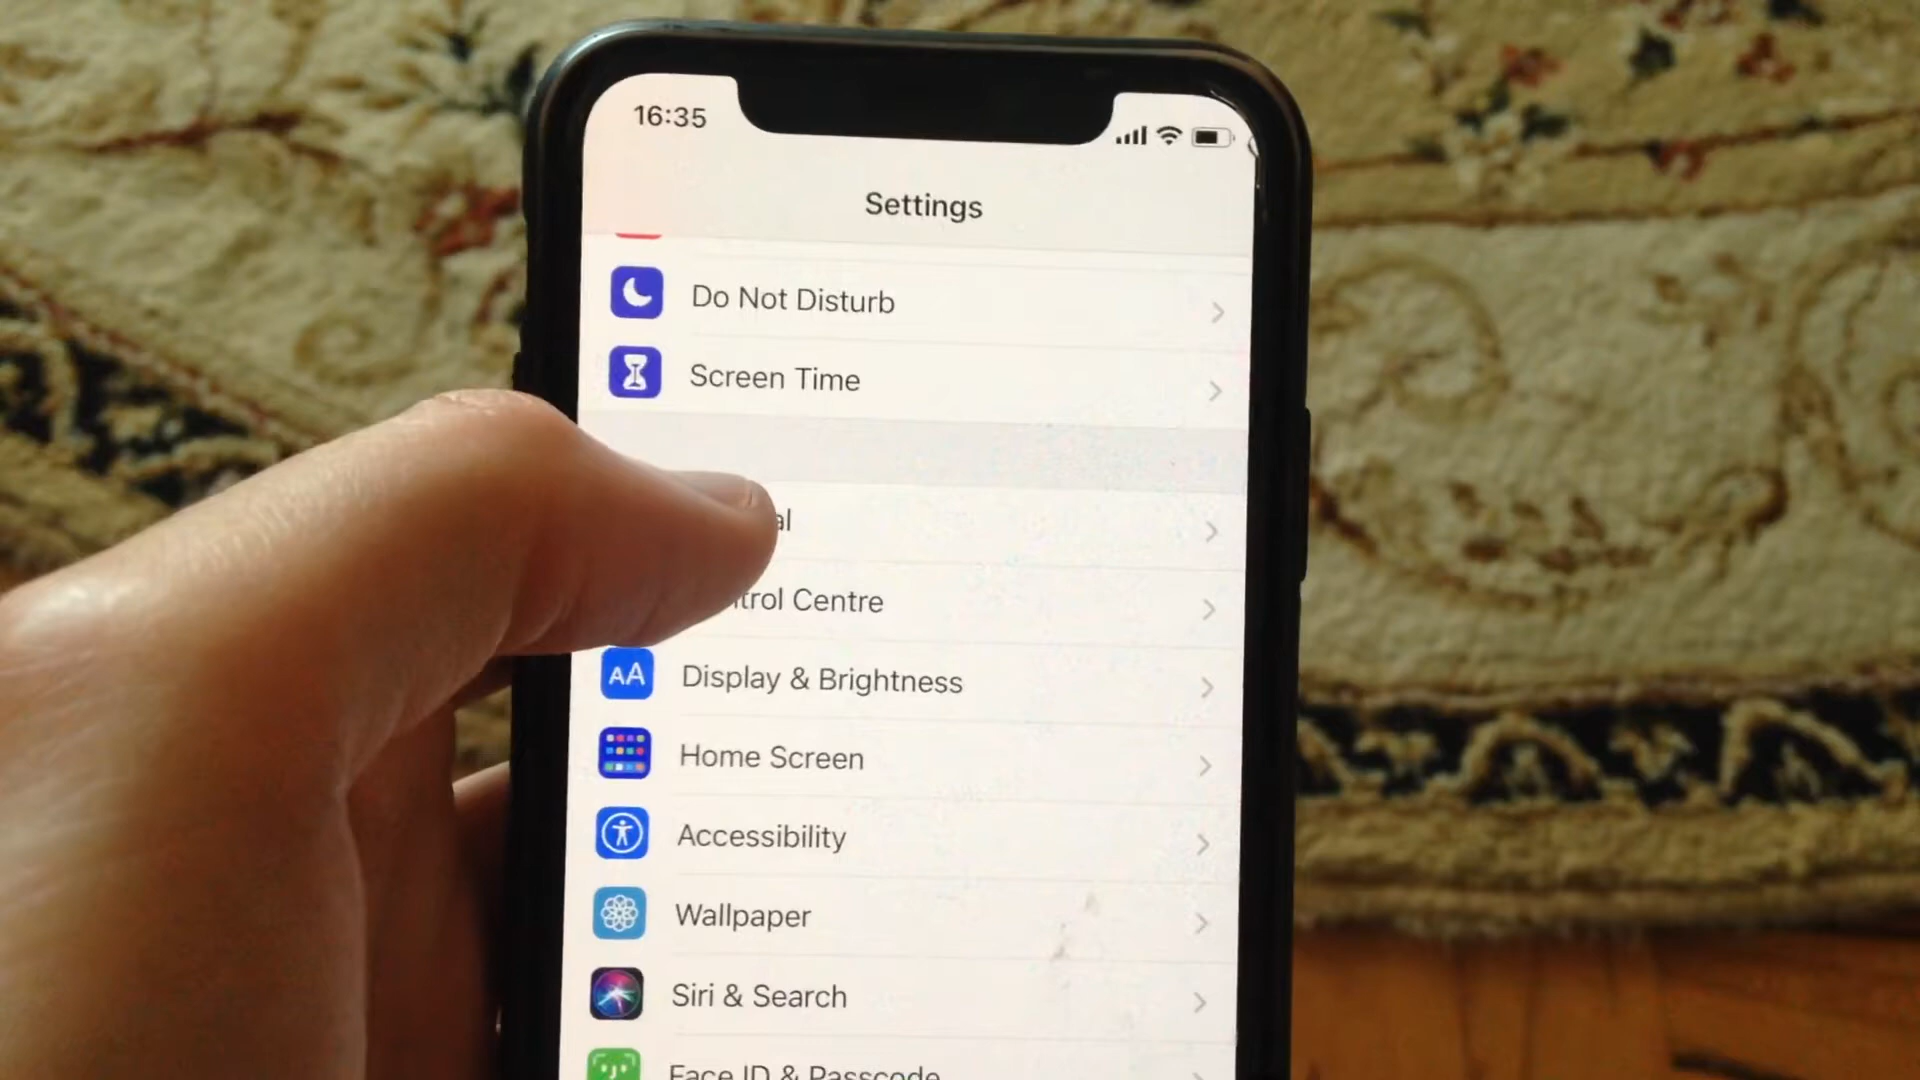 16:35
Settings
Do Not Disturb
Screen Time
al
trol Centre
AA Display & Brightness
Home Screen
Accessibility
Wallpaper
Siri & Search
Face ID & Passcode